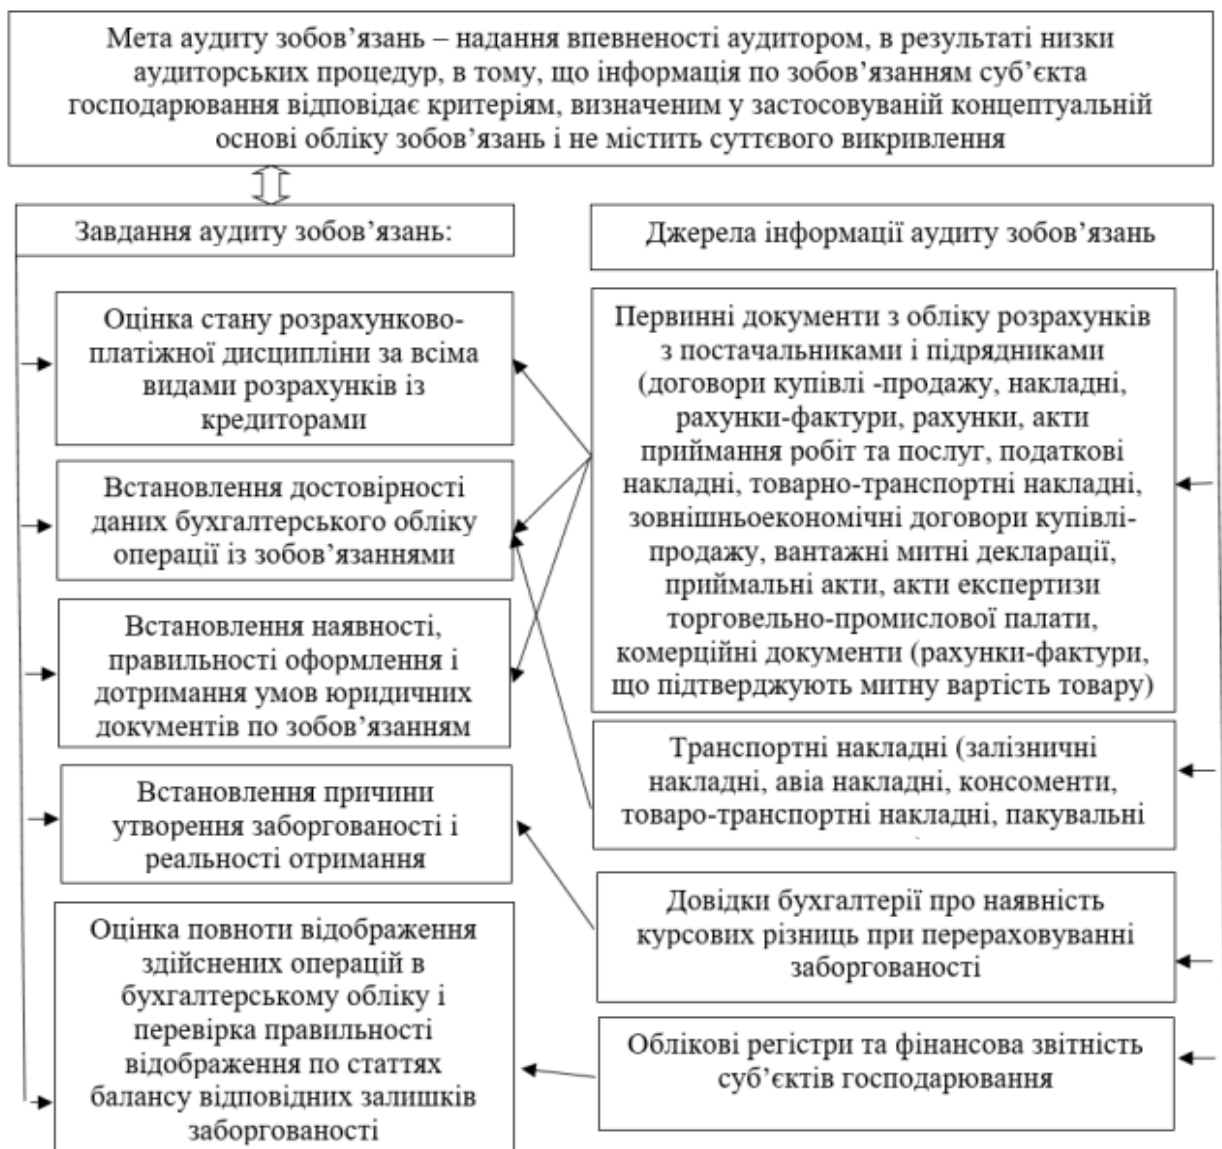 Мета аудиту зобов’язань – надання впевненості аудитором, в результаті низки
аудиторських процедур, в тому, що інформація по зобов’язанням суб’єкта
господарювання відповідає критеріям, визначеним у застосовуваній концептуальній
основі обліку зобов’язань і не містить суттєвого викривлення
Завдання аудиту зобов’язань:
Оцінка стану розрахунково-
платіжної дисципліни за всіма
видами розрахунків із
кредиторами
Встановлення достовірності
даних бухгалтерського обліку
операції із зобов’язаннями
Встановлення наявності,
правильності оформлення і
дотримання умов юридичних
документів по зобов’язанням
Встановлення причини
утворення заборгованості і
реальності отримання
Оцінка повноти відображення
здійснених операцій в
бухгалтерському обліку і
перевірка правильності
відображення по статтях
балансу відповідних залишків
заборгованості
Джерела інформації аудиту зобов’язань
Первинні документи з обліку розрахунків
з постачальниками і підрядниками
(договори купівлі -продажу, накладні,
рахунки-фактури, рахунки, акти
приймання робіт та послуг, податкові
накладні, товарно-транспортні накладні,
зовнішньоекономічні договори купівлі-
продажу, вантажні митні декларації,
приймальні акти, акти експертизи
торговельно-промислової палати,
комерційні документи (рахунки-фактури,
що підтверджують митну вартість товару)
Транспортні накладні (залізничні
накладні, авіа накладні, консоменти,
товаро-транспортні накладні, пакувальні
Довідки бухгалтерії про наявність
курсових різниць при перераховуванні
заборгованості
Облікові регістри та фінансова звітність
суб’єктів господарювання